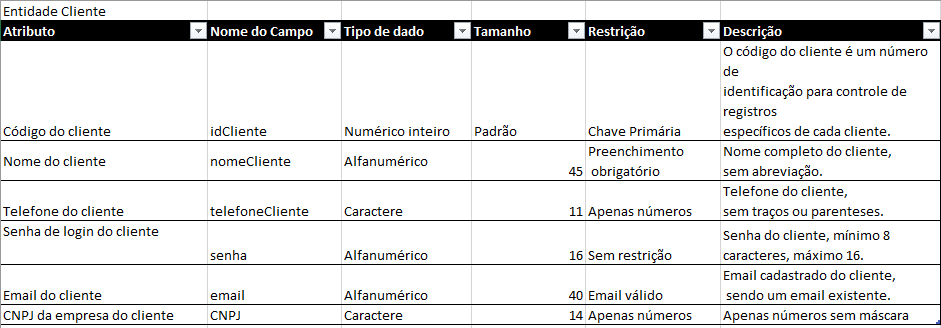 Entidade Cliente
Atributo Nome do Campo Tipo de dado Tamanho Restrição Descrição
O código do cliente é um número
de
identificação para controle de
registros
Código do cliente idCliente Numérico inteiro Padrão Chave Primária específicos de cada cliente.
Nome do cliente nomeCliente Alfanumérico 45 Preenchimento
obrigatório
Nome completo do cliente,
sem abreviação.
Telefone do cliente telefoneCliente Caractere 11 Apenas números
Telefone do cliente,
sem traços ou parenteses.
Senha de login do cliente
senha Alfanumérico 16 Sem restrição
Senha do cliente, mínimo 8
caracteres, máximo 16.
Email do cliente email Alfanumérico 40 Email válido
Email cadastrado do cliente,
sendo um email existente.
CNPJ da empresa do cliente CNPJ Caractere 14 Apenas números Apenas números sem máscara